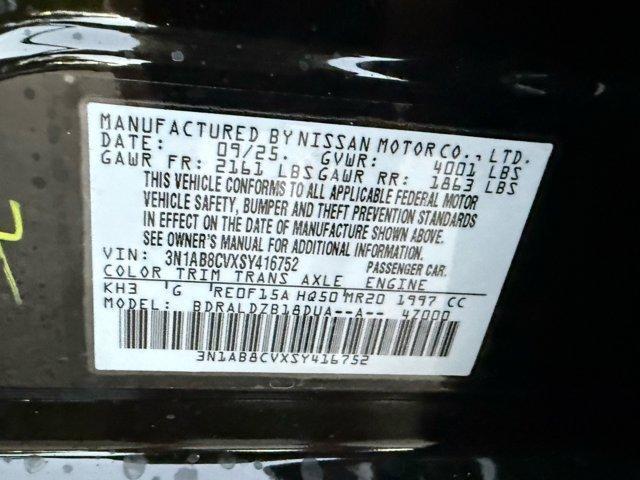 MANUFACTURED BY NISSAN MOTOR CO., LTD.
DATE: 09/25. GVWR: 4001 LBS
GAWR FR: 2161 LBS GAWR RR: 1863 LBS
THIS VEHICLE CONFORMS TO ALL APPLICABLE FEDERAL MOTOR
VEHICLE SAFETY, BUMPER AND THEFT PREVENTION STANDARDS
IN EFFECT ON THE DATE OF MANUFACTURE SHOWN ABOVE.
SEE OWNER'S MANUAL FOR ADDITIONAL INFORMATION.
VIN: 3N1AB8CVXSY416752 PASSENGER CAR.
COLOR TRIM TRANS AXLE ENGINE
KH3 G RE0F15A HQ50 MR20 1997 CC
MODEL: BDRALDZB18DUA--A-- 47000
3N1AB8CVXSY416752